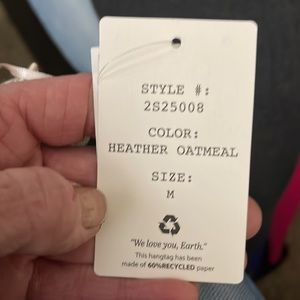 STYLE #:
2S25008
COLOR:
HEATHER OATMEAL
SIZE:
M
"We love you, Earth."
This hangtag has been
made of 60%RECYCLED paper